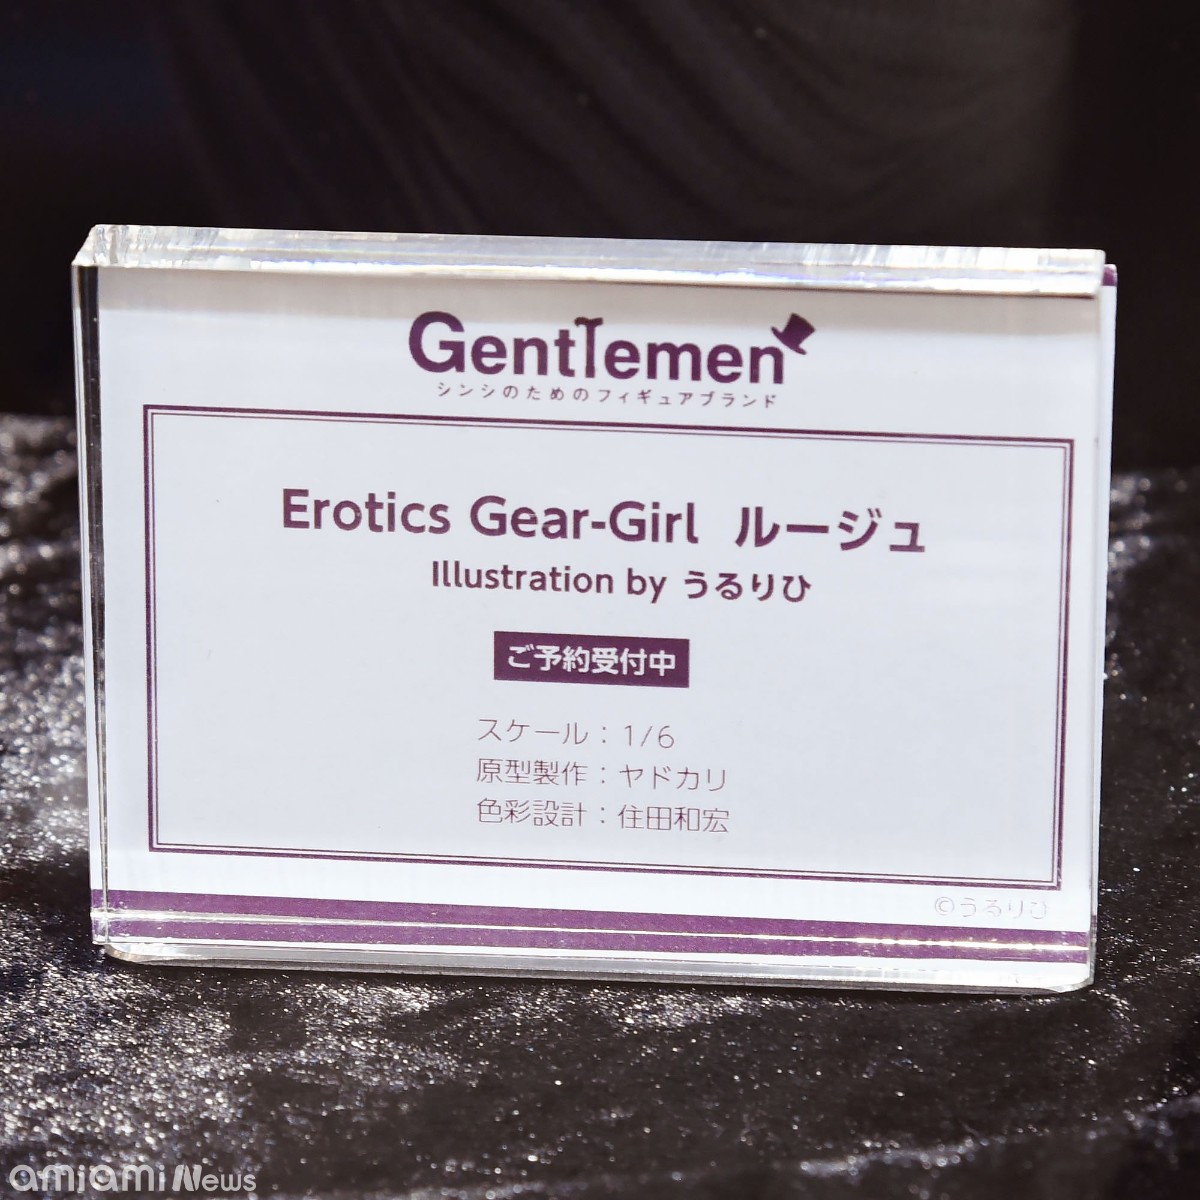 Gentlemen
シンシのためのフィギュアブランド
Erotics Gear-Girl ルージュ
Illustration by うるりひ
ご予約受付中
スケール：1/6
原型製作：ヤドカリ
色彩設計：住田和宏
©うるりひ
amiami News